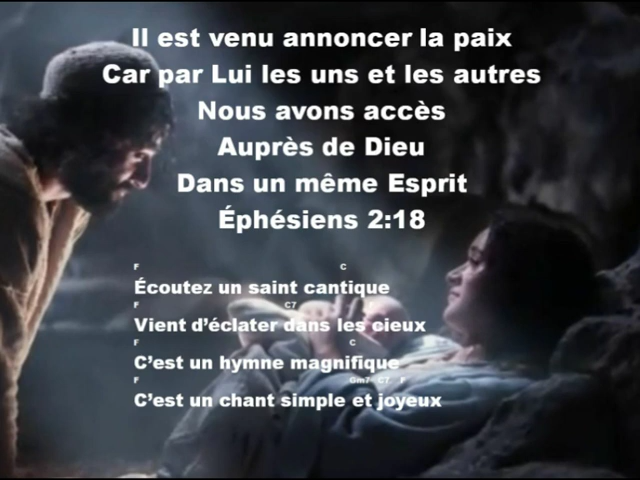 Il est venu annoncer la paix
Car par Lui les uns et les autres
Nous avons accès
Auprès de Dieu
Dans un même Esprit
Éphésiens 2:18
F C
Écoutez un saint cantique
F C7 F
Vient d’éclater dans les cieux
F C
C’est un hymne magnifique
F Gm7 C7 F
C’est un chant simple et joyeux